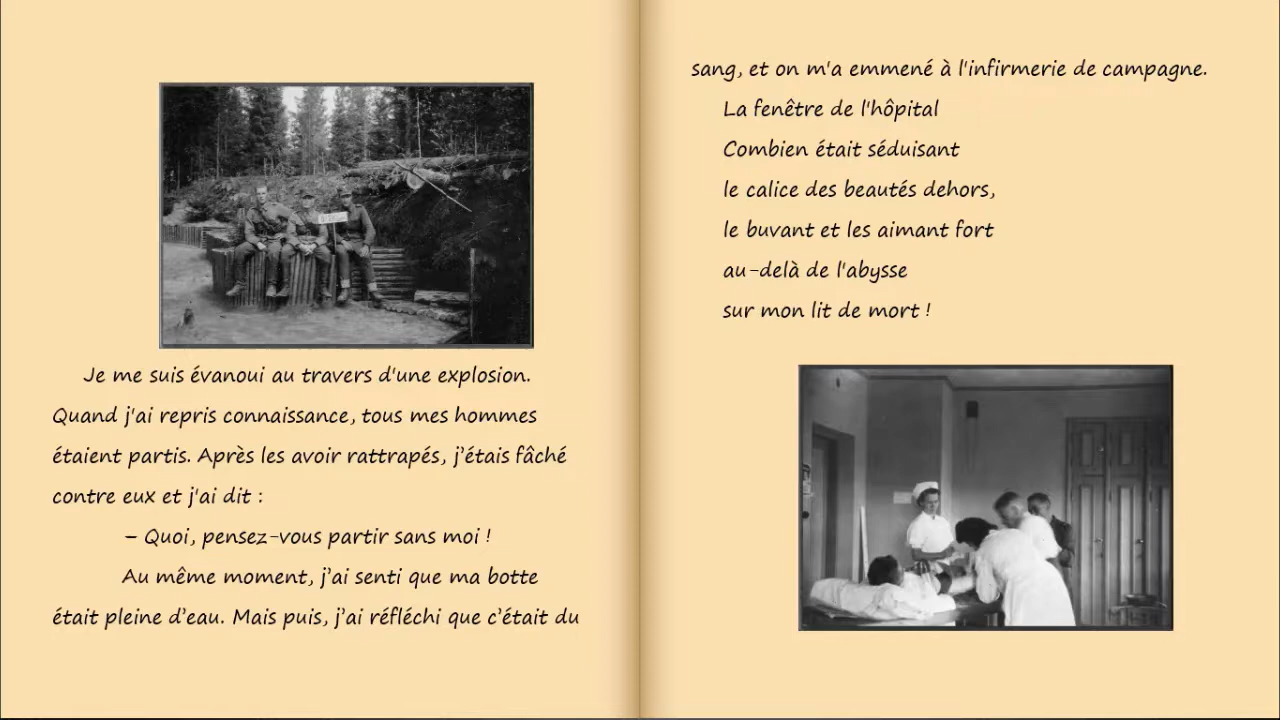 Je me suis évanoui au travers d'une explosion.
Quand j'ai repris connaissance, tous mes hommes
étaient partis. Après les avoir rattrapés, j’étais fâché
contre eux et j'ai dit :
– Quoi, pensez-vous partir sans moi !
Au même moment, j’ai senti que ma botte
était pleine d’eau. Mais puis, j’ai réfléchi que c’était du
sang, et on m'a emmené à l'infirmerie de campagne.
La fenêtre de l'hôpital
Combien était séduisant
le calice des beautés dehors,
le buvant et les aimant fort
au-delà de l'abysse
sur mon lit de mort !